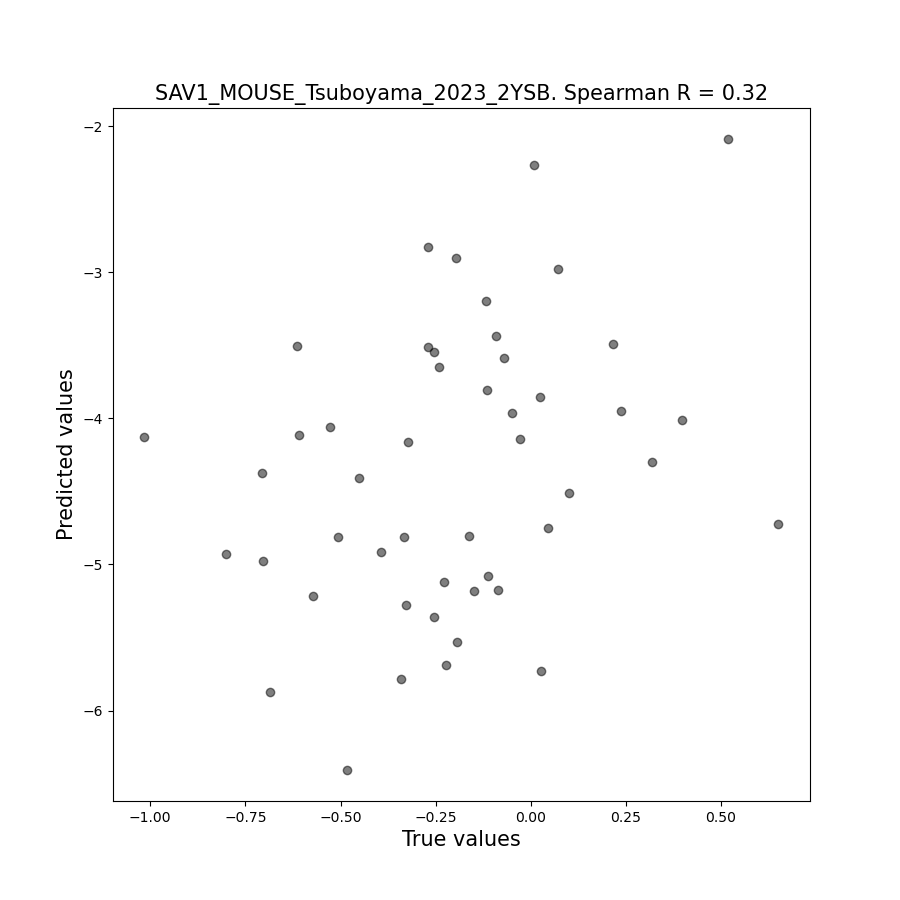 SAV1_MOUSE_Tsuboyama_2023_2YSB. Spearman R = 0.32
−2
−3
−4
−5
−6
Predicted values
−1.00 −0.75 −0.50 −0.25 0.00 0.25 0.50
True values